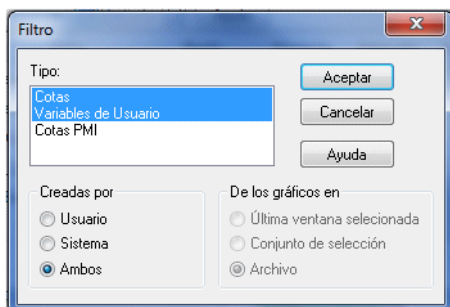 Filtro
Tipo:
Cotas
Variables de Usuario
Cotas PMI
Aceptar
Cancelar
Ayuda
Creadas por
Usuario
Sistema
Ambos
De los gráficos en
Última ventana selecionada
Conjunto de selección
Archivo